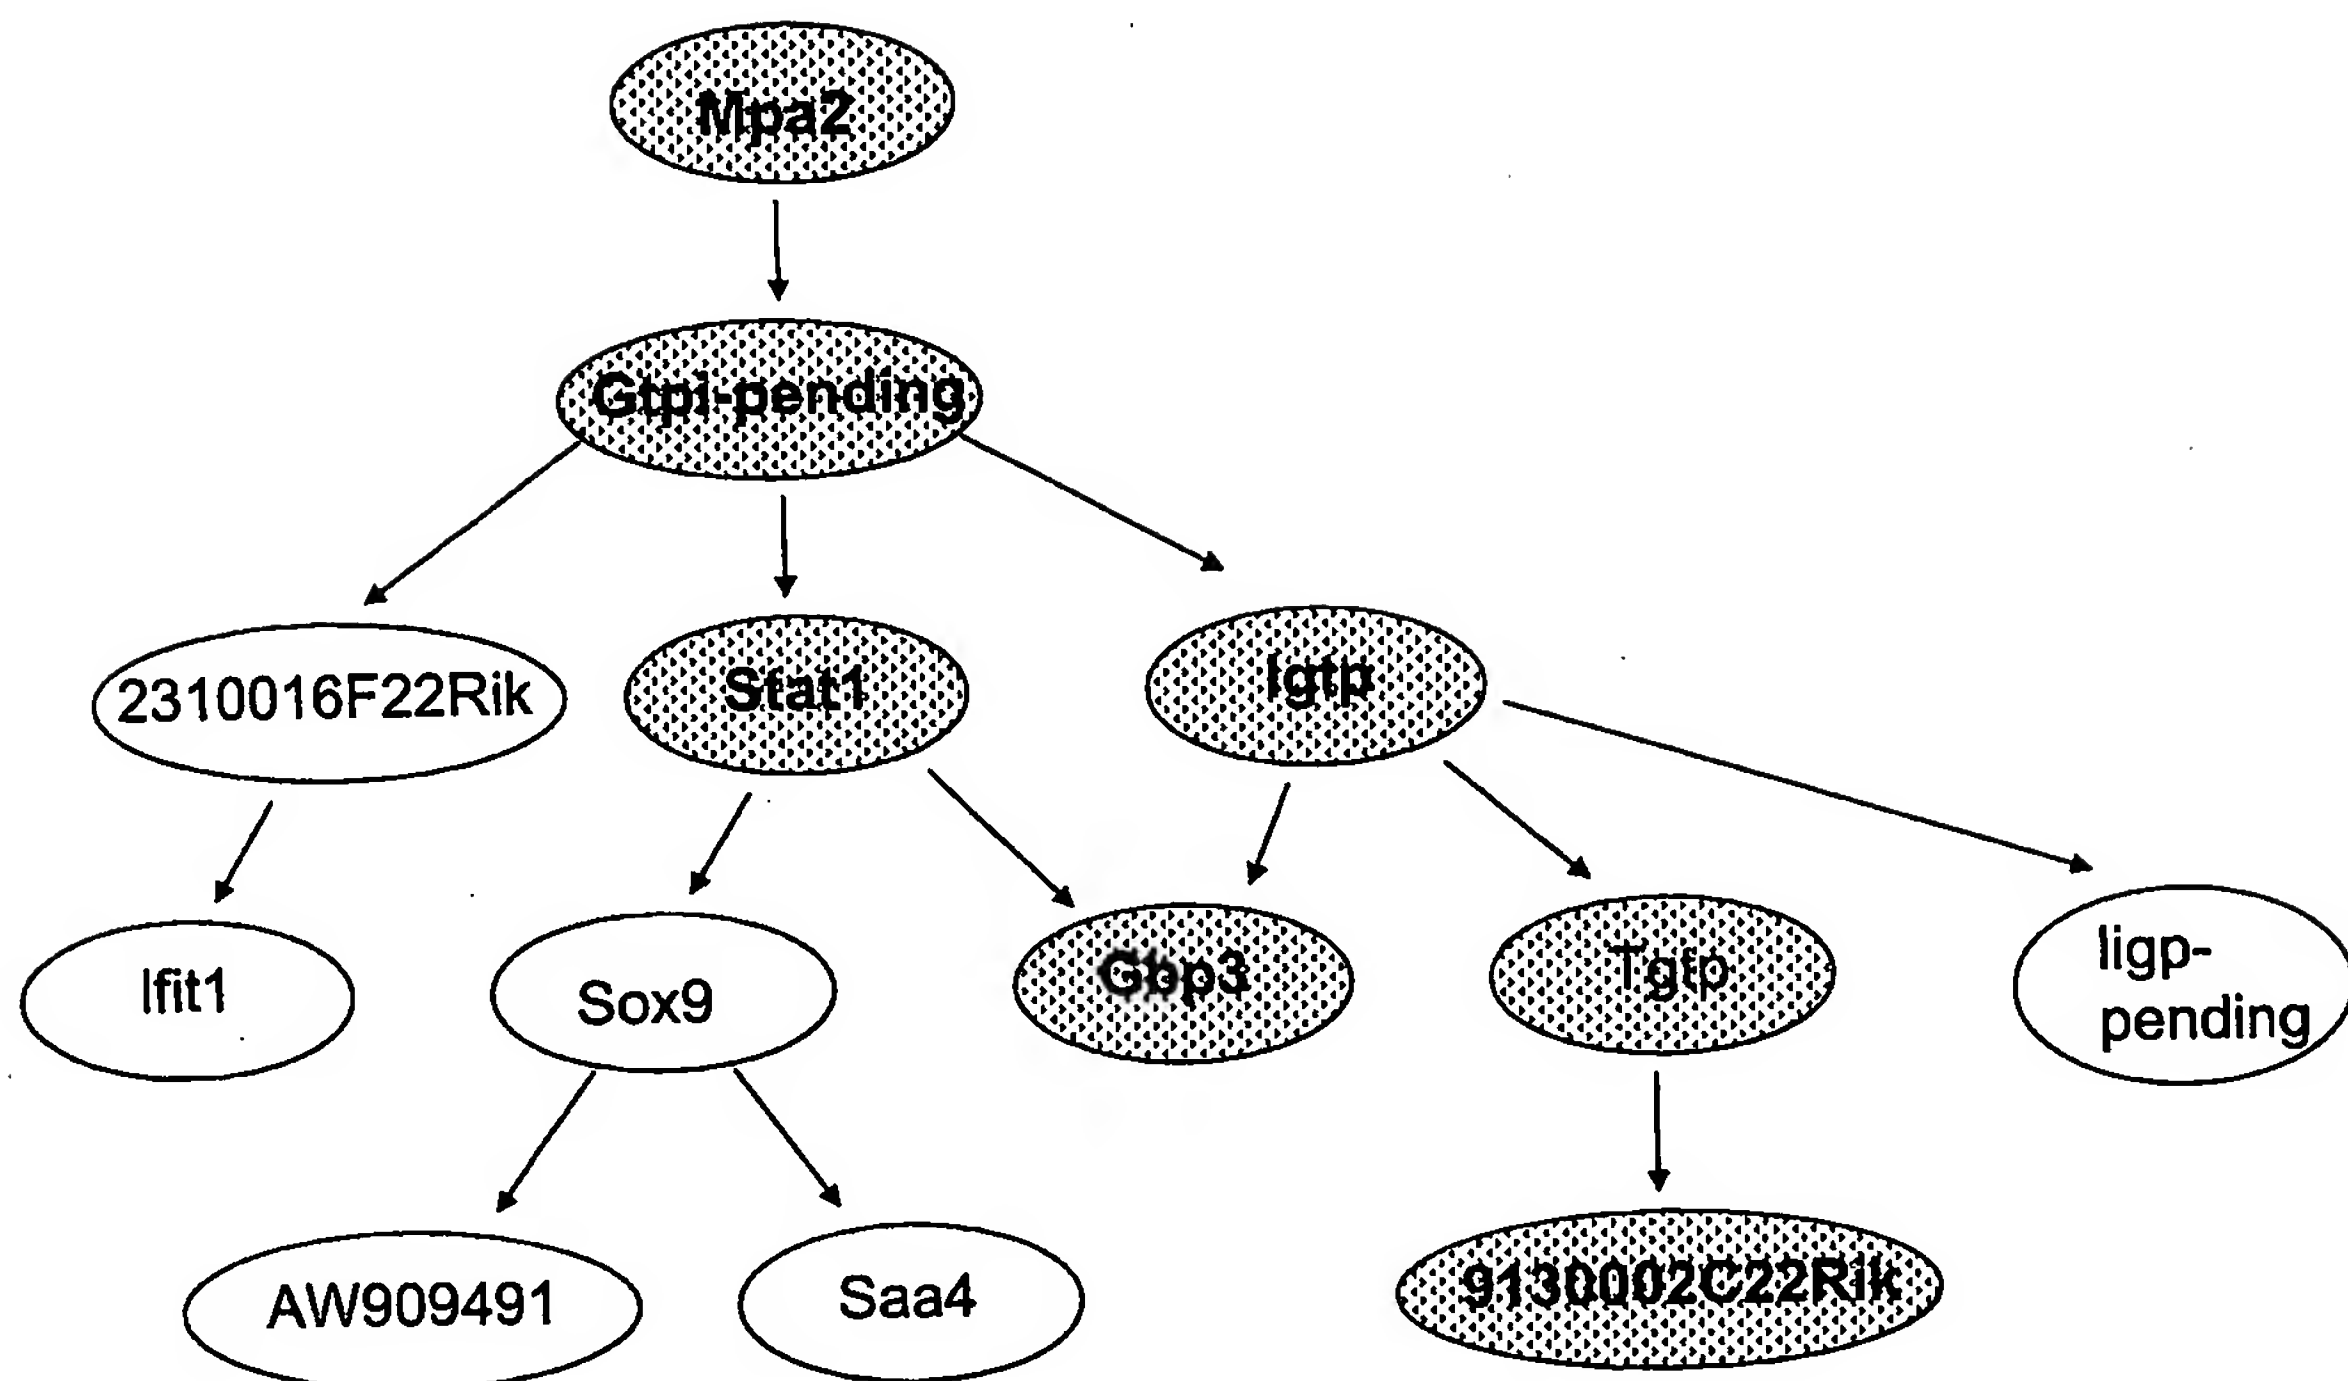 Mpa2
Gtpi-pending
2310016F22Rik
Stat1
Igtp
Ifit1
Sox9
Gbp3
Tgtp
Iigp-
pending
AW909491
Saa4
9130002C22Rik